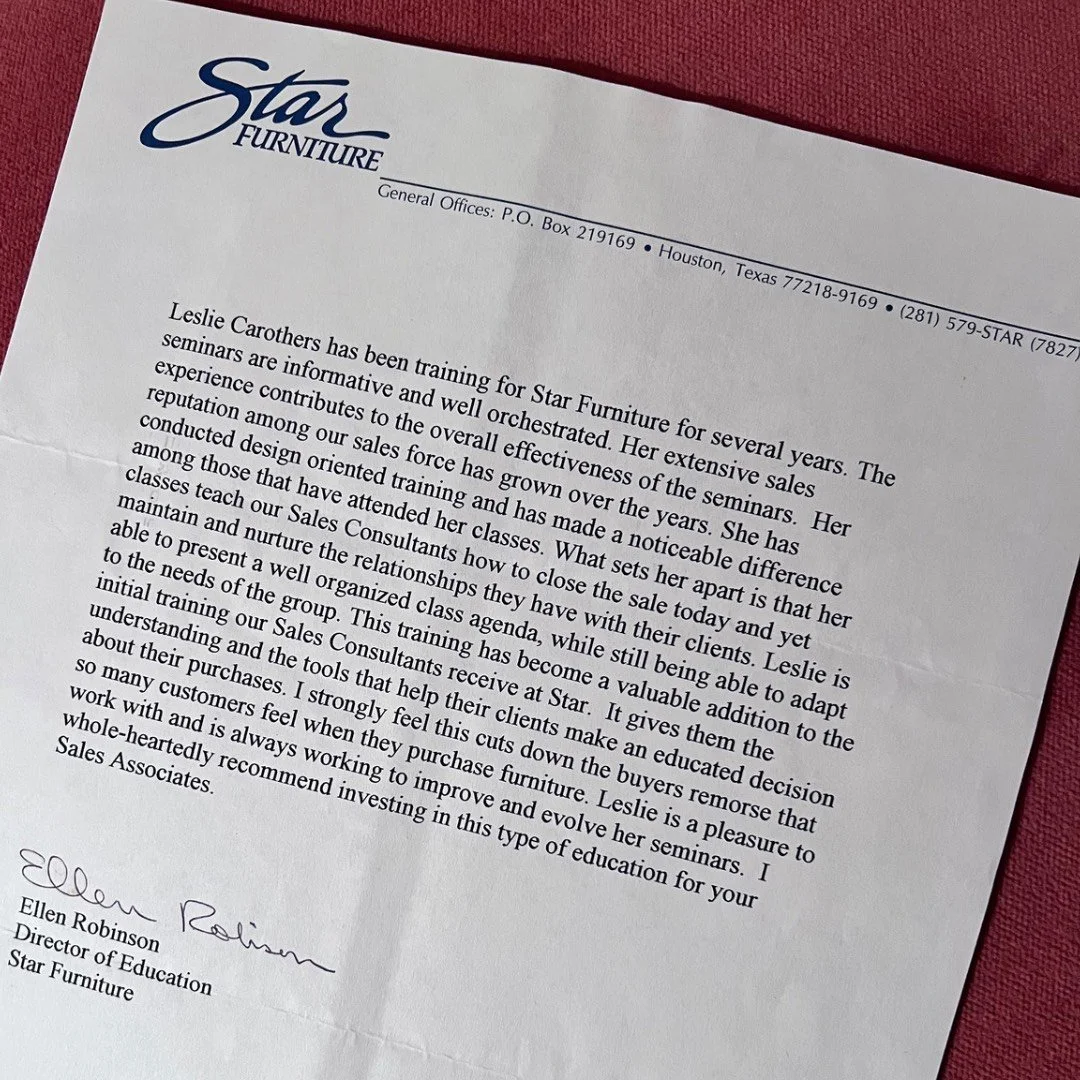 Star
FURNITURE
General Offices: P.O. Box 219169 • Houston, Texas 77218-9169 • (281) 579-STAR (7827)
Leslie Carothers has been training for Star Furniture for several years. The
seminars are informative and well orchestrated. Her extensive sales
experience contributes to the overall effectiveness of the seminars. Her
reputation among our sales force has grown over the years. She has
conducted design oriented training and has made a noticeable difference
among those that have attended her classes. What sets her apart is that her
classes teach our Sales Consultants how to close the sale today and yet
maintain and nurture the relationships they have with their clients. Leslie is
able to present a well organized class agenda, while still being able to adapt
to the needs of the group. This training has become a valuable addition to the
initial training our Sales Consultants receive at Star. It gives them the
understanding and the tools that help their clients make an educated decision
about their purchases. I strongly feel this cuts down the buyers remorse that
so many customers feel when they purchase furniture. Leslie is a pleasure to
work with and is always working to improve and evolve her seminars. I
whole-heartedly recommend investing in this type of education for your
Sales Associates.
Ellen Robinson
Ellen Robinson
Director of Education
Star Furniture